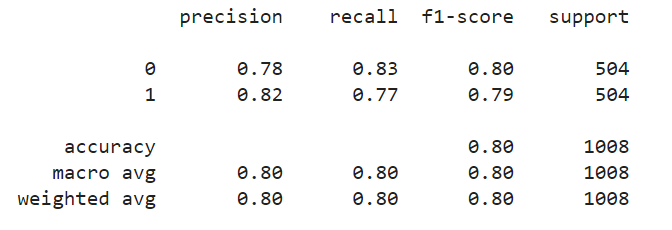 precision recall f1-score support
0 0.78 0.83 0.80 504
1 0.82 0.77 0.79 504
accuracy 0.80 1008
macro avg 0.80 0.80 0.80 1008
weighted avg 0.80 0.80 0.80 1008